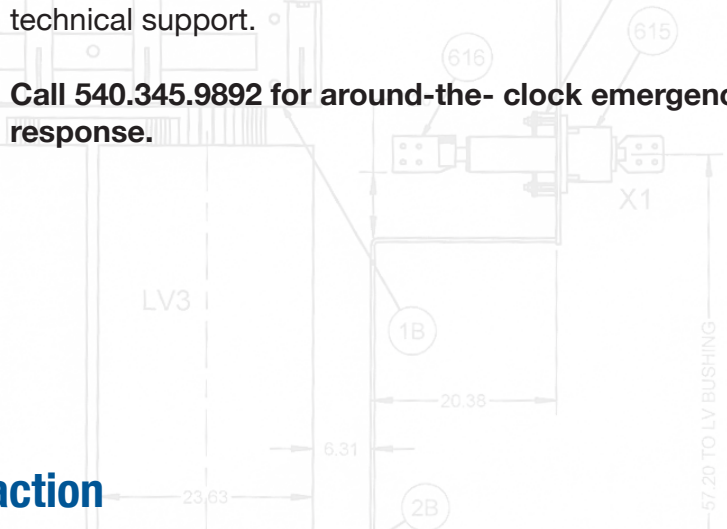 technical support.
615
616
Call 540.345.9892 for around-the- clock emergenc
response.
X1
LV3
1B
20.38
57.20 TO LV BUSHING
6.31
action
23.63
2B